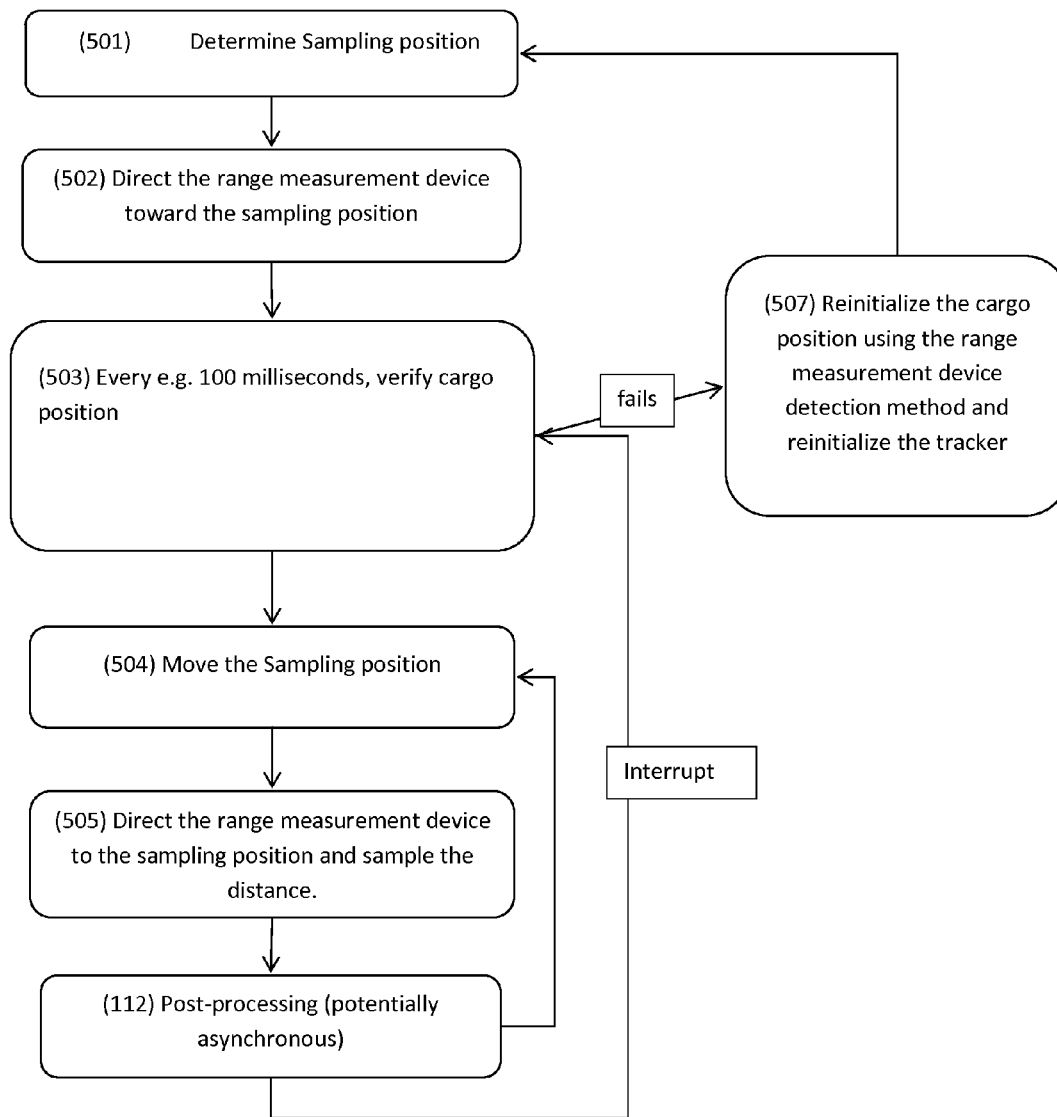 (501) Determine Sampling position
(502) Direct the range measurement device
toward the sampling position
(503) Every e.g. 100 milliseconds, verify cargo
position
fails
(507) Reinitialize the cargo
position using the range
measurement device
detection method and
reinitialize the tracker
(504) Move the Sampling position
Interrupt
(505) Direct the range measurement device
to the sampling position and sample the
distance.
(112) Post-processing (potentially
asynchronous)